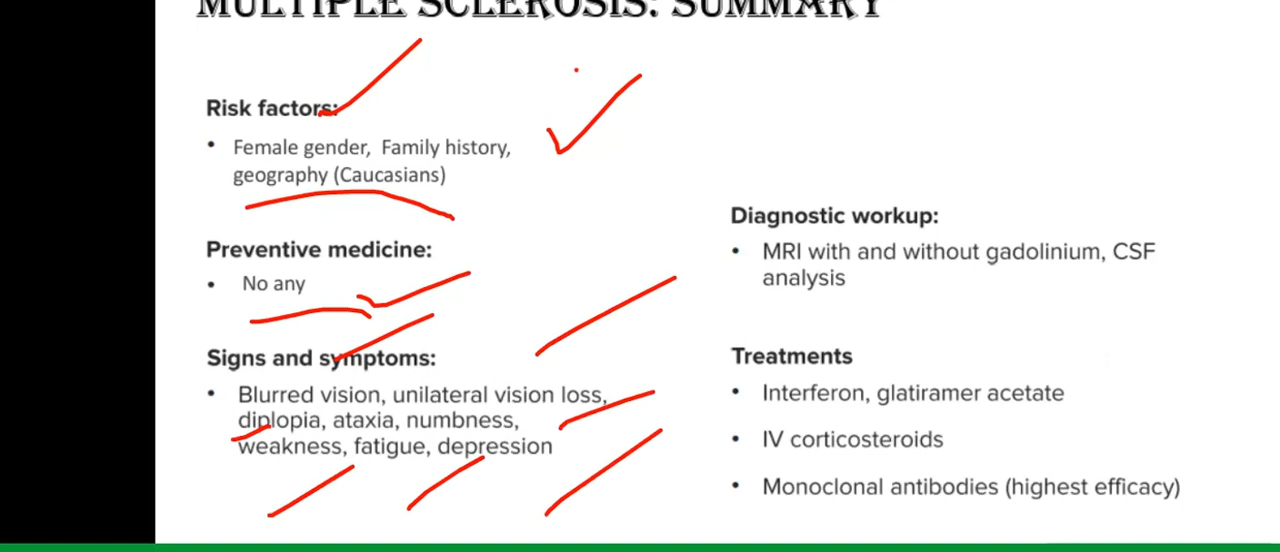 MULTIPLE SCLEROSIS: SUMMARY
Risk factors:
• Female gender, Family history,
geography (Caucasians)
Preventive medicine:
• No any
Signs and symptoms:
• Blurred vision, unilateral vision loss,
diplopia, ataxia, numbness,
weakness, fatigue, depression
Diagnostic workup:
• MRI with and without gadolinium, CSF
analysis
Treatments
• Interferon, glatiramer acetate
• IV corticosteroids
• Monoclonal antibodies (highest efficacy)